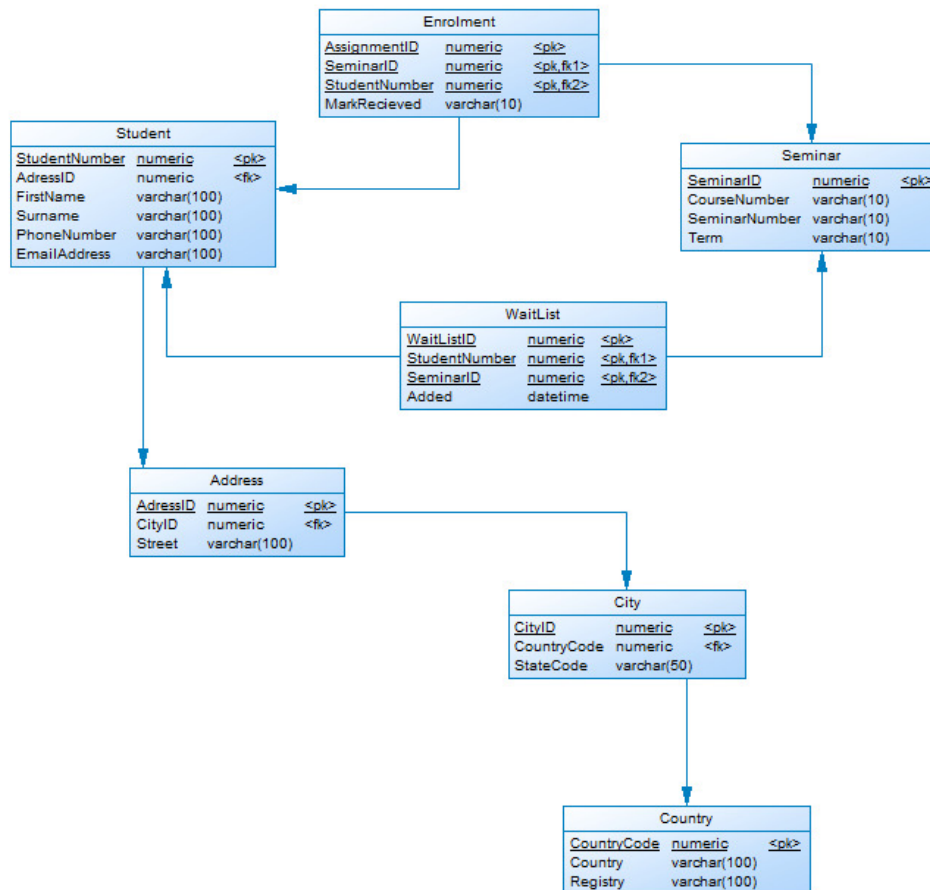 Enrolment
AssignmentID numeric <pk>
SeminarID numeric <pk,fk1>
StudentNumber numeric <pk,fk2>
MarkRecieved varchar(10)
Student
StudentNumber numeric <pk>
AdressID numeric <fk>
FirstName varchar(100)
Surname varchar(100)
PhoneNumber varchar(100)
EmailAddress varchar(100)
Seminar
SeminarID numeric <pk>
CourseNumber varchar(10)
SeminarNumber varchar(10)
Term varchar(10)
WaitList
WaitListID numeric <pk>
StudentNumber numeric <pk,fk1>
SeminarID numeric <pk,fk2>
Added datetime
Address
AdressID numeric <pk>
CityID numeric <fk>
Street varchar(100)
City
CityID numeric <pk>
CountryCode numeric <fk>
StateCode varchar(50)
Country
CountryCode numeric <pk>
Country varchar(100)
Registry varchar(100)